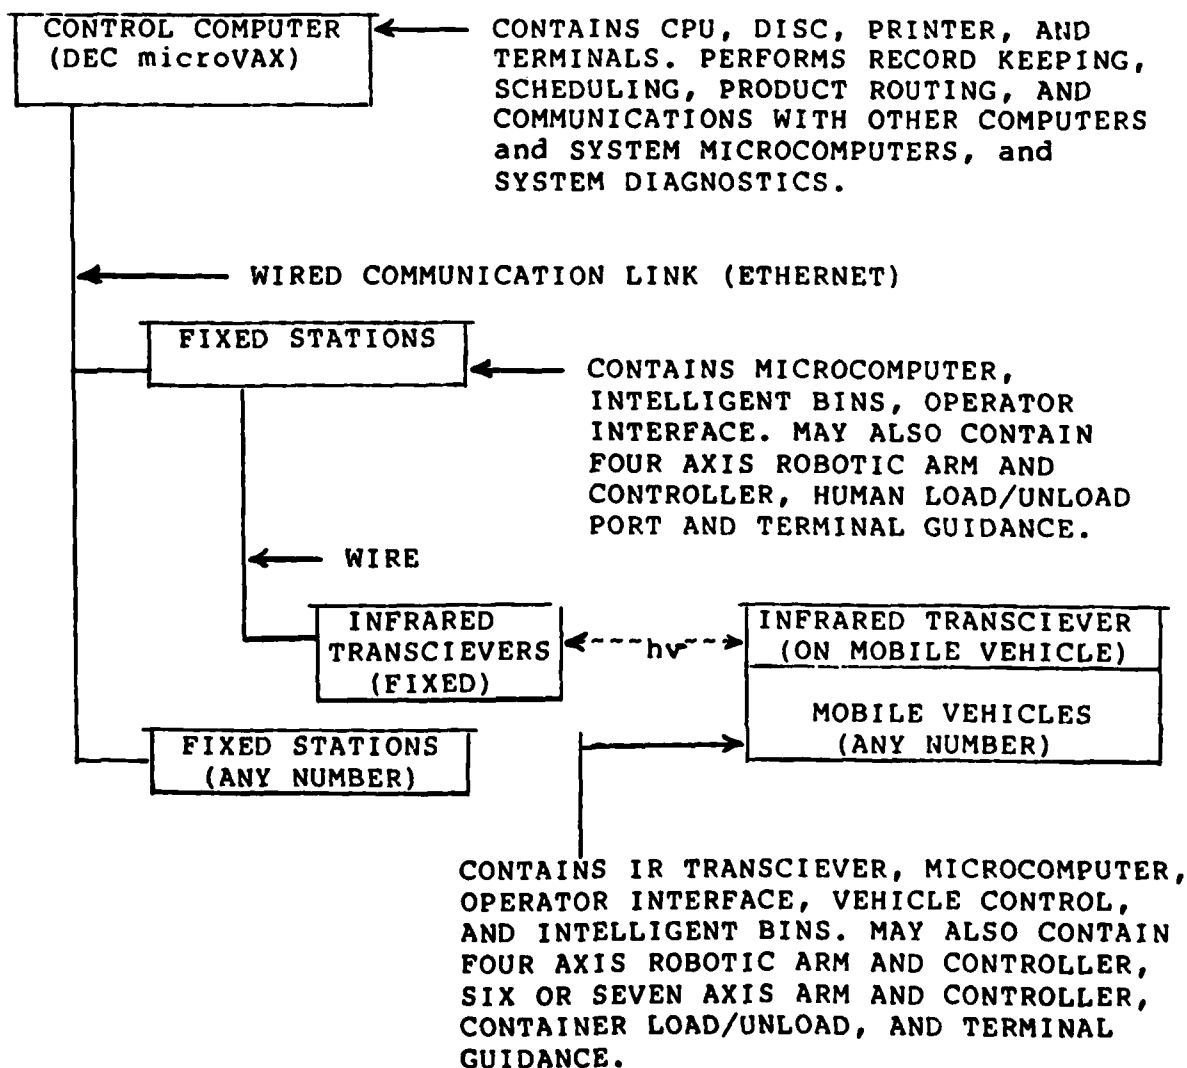 CONTROL COMPUTER
(DEC microVAX)
CONTAINS CPU, DISC, PRINTER, AND
TERMINALS. PERFORMS RECORD KEEPING,
SCHEDULING, PRODUCT ROUTING, AND
COMMUNICATIONS WITH OTHER COMPUTERS
and SYSTEM MICROCOMPUTERS, and
SYSTEM DIAGNOSTICS.
WIRED COMMUNICATION LINK (ETHERNET)
FIXED STATIONS
CONTAINS MICROCOMPUTER,
INTELLIGENT BINS, OPERATOR
INTERFACE. MAY ALSO CONTAIN
FOUR AXIS ROBOTIC ARM AND
CONTROLLER, HUMAN LOAD/UNLOAD
PORT AND TERMINAL GUIDANCE.
WIRE
INFRARED
TRANSCIEVERS
(FIXED)
hν
INFRARED TRANSCIEVER
(ON MOBILE VEHICLE)
MOBILE VEHICLES
(ANY NUMBER)
FIXED STATIONS
(ANY NUMBER)
CONTAINS IR TRANSCIEVER, MICROCOMPUTER,
OPERATOR INTERFACE, VEHICLE CONTROL,
AND INTELLIGENT BINS. MAY ALSO CONTAIN
FOUR AXIS ROBOTIC ARM AND CONTROLLER,
SIX OR SEVEN AXIS ARM AND CONTROLLER,
CONTAINER LOAD/UNLOAD, AND TERMINAL
GUIDANCE.